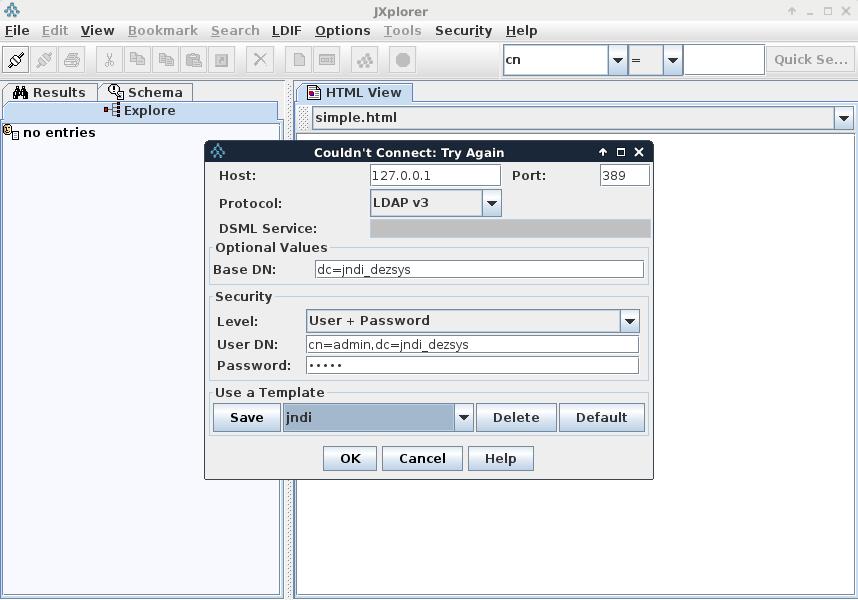 JXplorer
File Edit View Bookmark Search LDIF Options Tools Security Help
cn = Quick Se...
Results Schema
Explore
HTML View
no entries
simple.html
Couldn't Connect: Try Again
Host: 127.0.0.1 Port: 389
Protocol: LDAP v3
DSML Service:
Optional Values
Base DN: dc=jndi_dezsys
Security
Level: User + Password
User DN: cn=admin,dc=jndi_dezsys
Password: •••••
Use a Template
Save jndi Delete Default
OK Cancel Help